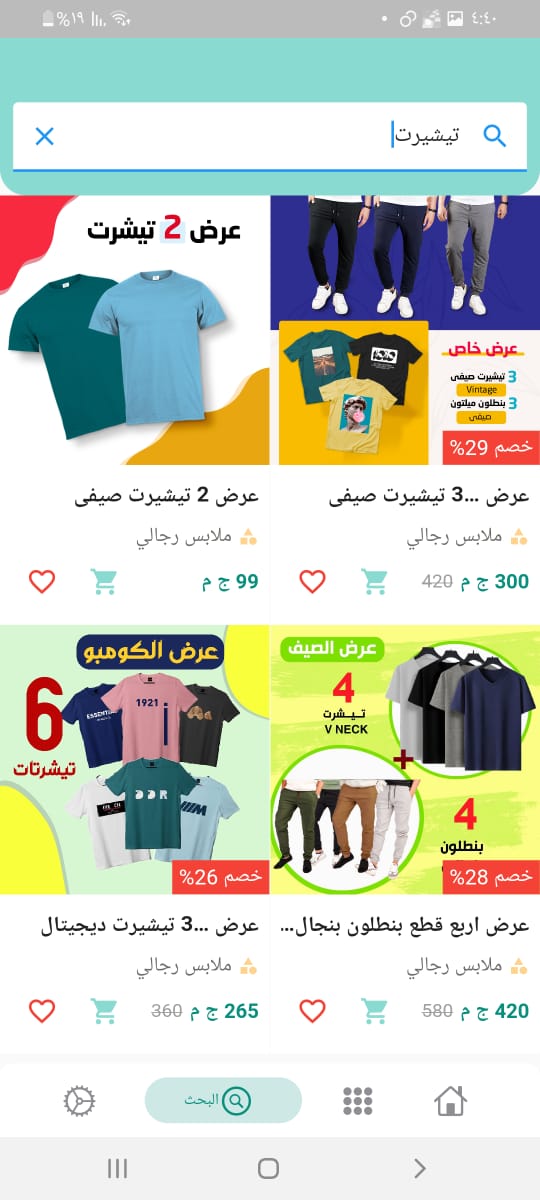 ٤:٤٠
%١٩
تيشيرت
عرض خاص
3 تيشيرت صيفى
Vintage
3 بنطلون ميلتون
صيفى
خصم 29%
عرض ...3 تيشيرت صيفى
ملابس رجالي
300 ج م 420
عرض 2 تيشرت
عرض 2 تيشيرت صيفى
ملابس رجالي
99 ج م
عرض الصيف
4
تـيـشرت
V NECK
+
4
بنطلون
خصم 28%
عرض اربع قطع بنطلون بنجال...
ملابس رجالي
420 ج م 580
عرض الكومبو
6
تيشرتات
ESSENTI
1921
خصم 26%
عرض ...3 تيشيرت ديجيتال
ملابس رجالي
265 ج م 360
البحث